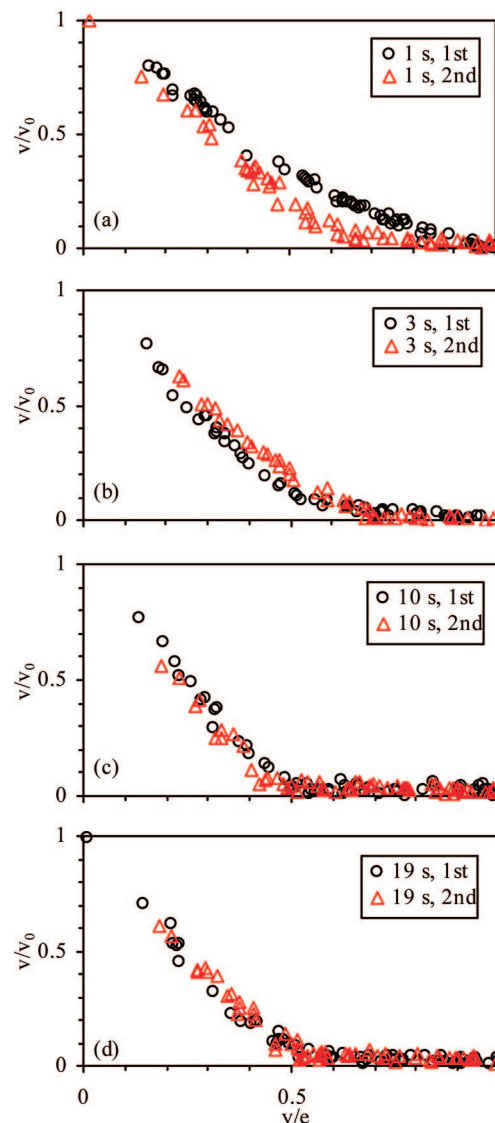 1
1 s, 1st
1 s, 2nd
v/v0
0.5
(a)
0
1
3 s, 1st
3 s, 2nd
v/v0
0.5
(b)
0
1
10 s, 1st
10 s, 2nd
v/v0
0.5
(c)
0
1
19 s, 1st
19 s, 2nd
v/v0
0.5
(d)
0
0.5
y/e